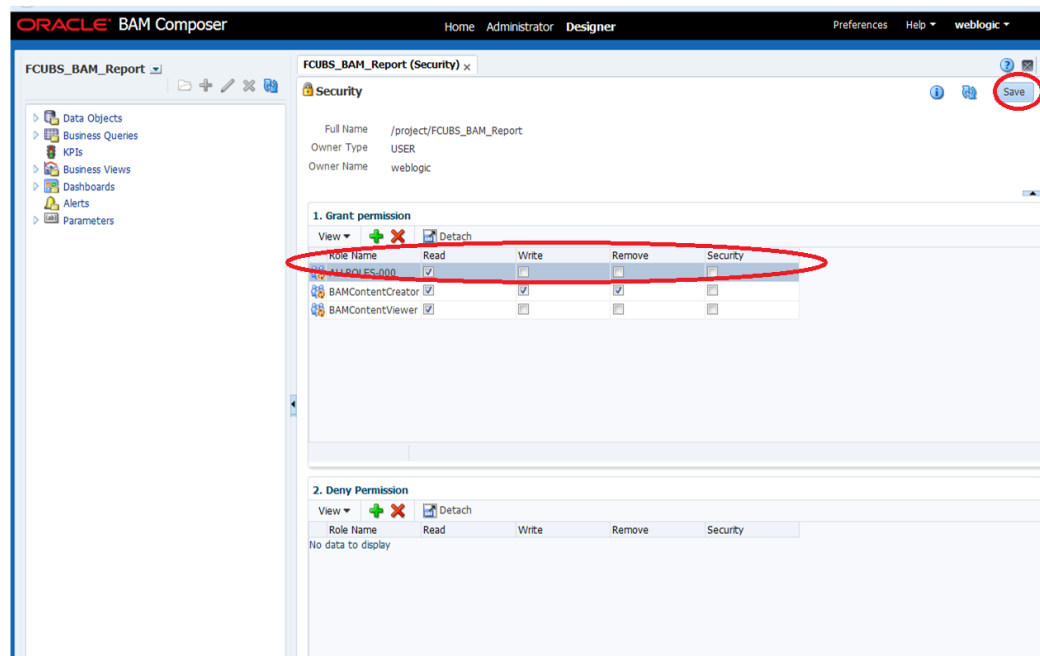 ORACLE BAM Composer
Home Administrator Designer
Preferences Help weblogic
FCUBS_BAM_Report
Data Objects
Business Queries
KPIs
Business Views
Dashboards
Alerts
Parameters
FCUBS_BAM_Report (Security) ×
Security
Save
Full Name /project/FCUBS_BAM_Report
Owner Type USER
Owner Name weblogic
1. Grant permission
View Detach
Role Name Read Write Remove Security
ALLROLES-000
BAMContentCreator
BAMContentViewer
2. Deny Permission
View Detach
Role Name Read Write Remove Security
No data to display